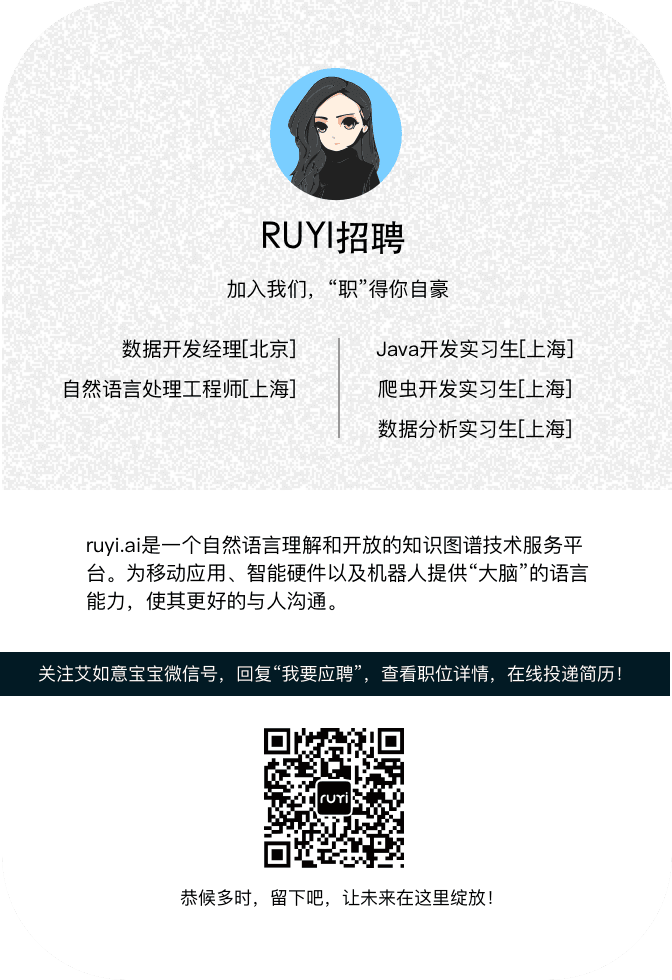 RUYI招聘
加入我们，“职”得你自豪
数据开发经理[北京]
自然语言处理工程师[上海]
Java开发实习生[上海]
爬虫开发实习生[上海]
数据分析实习生[上海]
ruyi.ai是一个自然语言理解和开放的知识图谱技术服务平
台。为移动应用、智能硬件以及机器人提供“大脑”的语言
能力，使其更好的与人沟通。
关注艾如意宝宝微信号，回复“我要应聘”，查看职位详情，在线投递简历！
ruyi
恭候多时，留下吧，让未来在这里绽放！